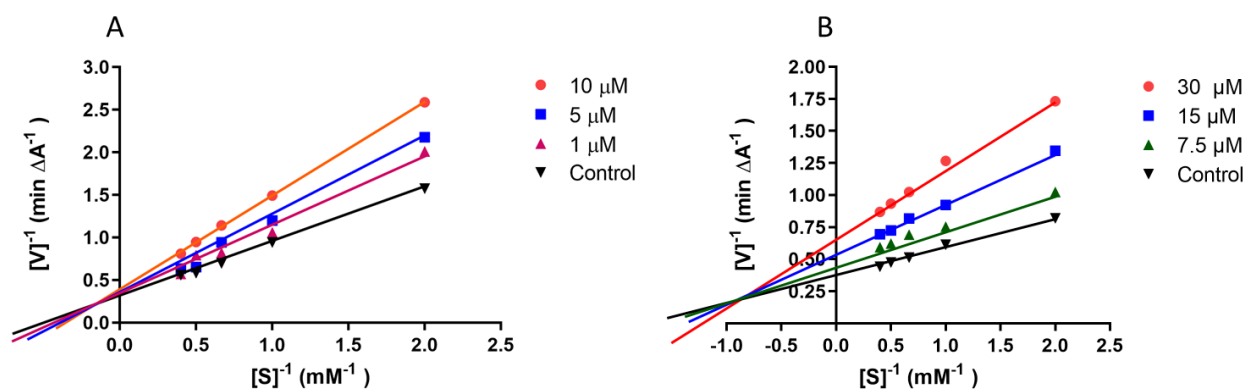 A
[V]⁻¹ (min ΔA⁻¹)
3.0
2.5
2.0
1.5
1.0
0.5
0.0
0.0 0.5 1.0 1.5 2.0 2.5
[S]⁻¹ (mM⁻¹)
10 μM
5 μM
1 μM
Control
B
[V]⁻¹ (min ΔA⁻¹)
2.00
1.75
1.50
1.25
1.00
0.75
0.50
0.25
-1.0 -0.5 0.0 0.5 1.0 1.5 2.0 2.5
[S]⁻¹ (mM⁻¹)
30 μM
15 μM
7.5 μM
Control